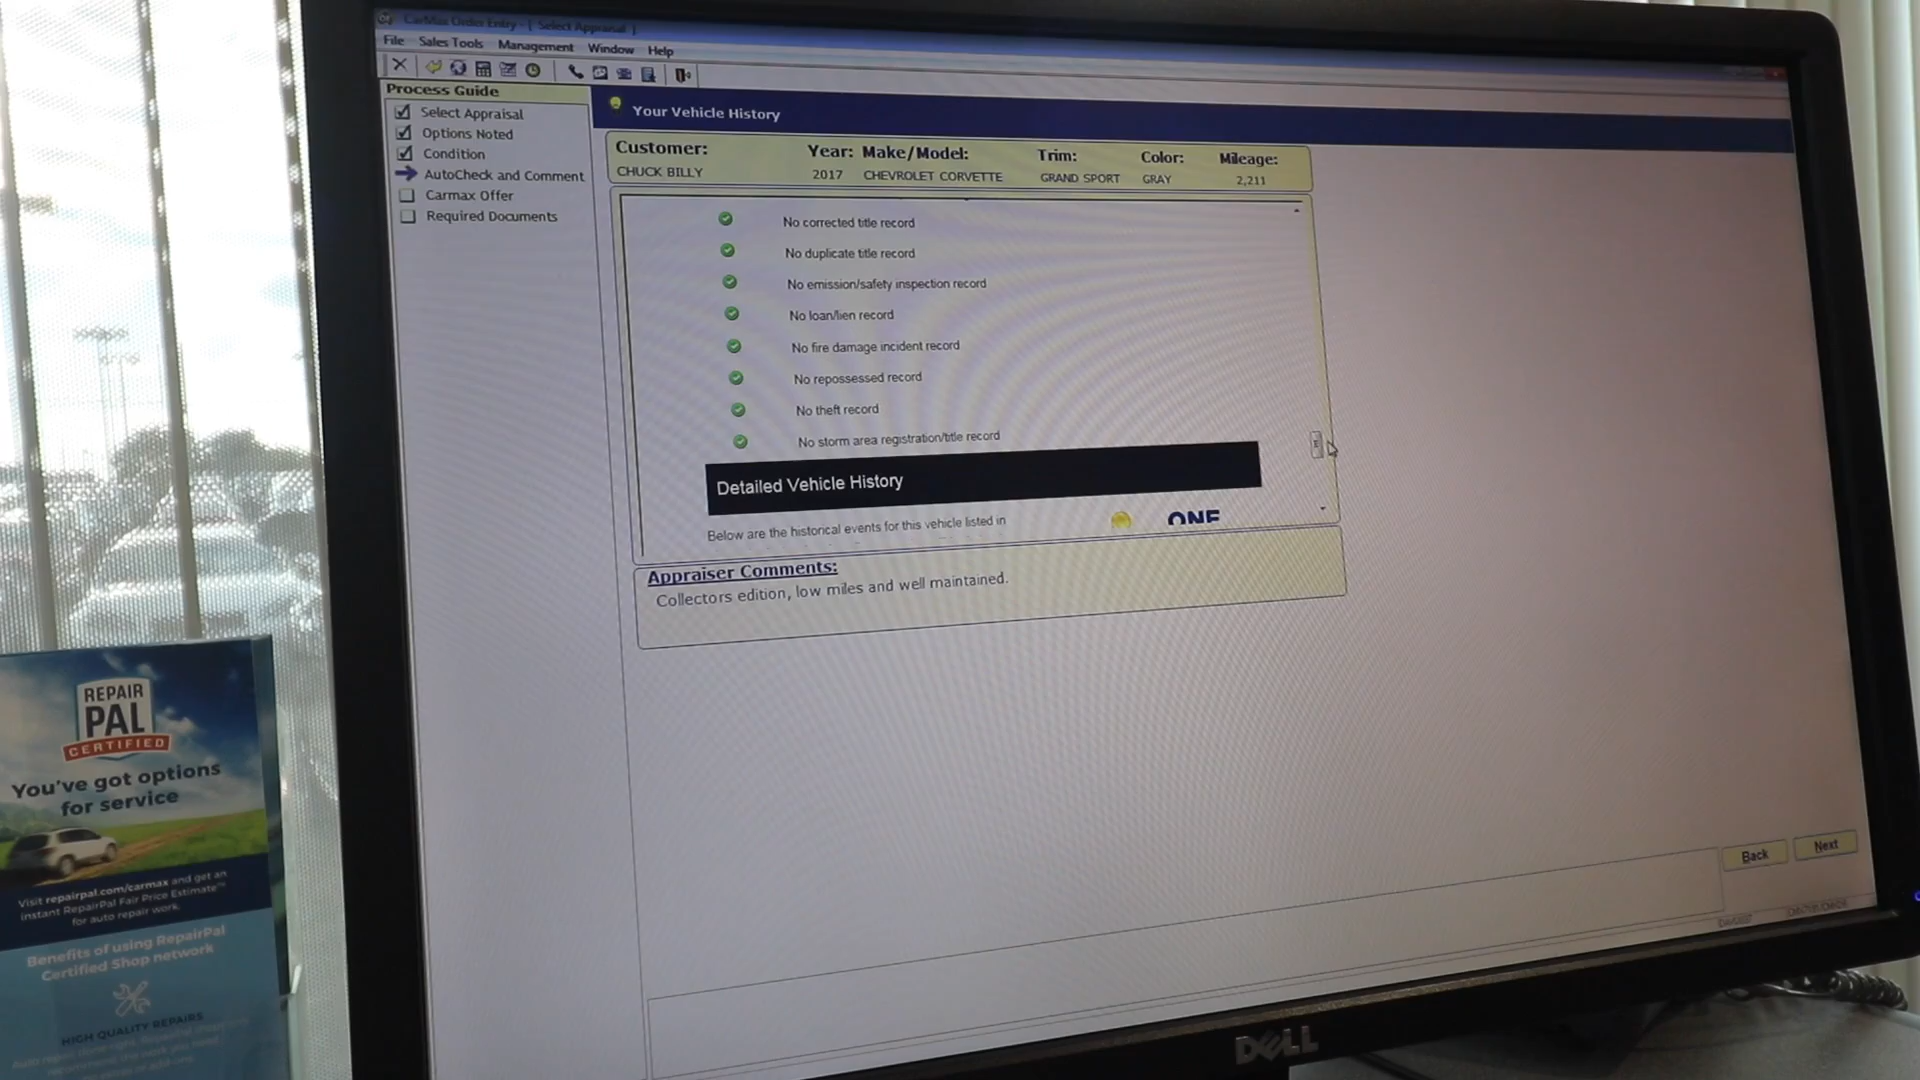 CarMax Order Entry - [ Select Appraisal ]
File Sales Tools Management Window Help
Process Guide
Select Appraisal
Options Noted
Condition
AutoCheck and Comment
Carmax Offer
Required Documents
Your Vehicle History
Customer: Year: Make/Model: Trim: Color: Mileage:
CHUCK BILLY 2017 CHEVROLET CORVETTE GRAND SPORT GRAY 2,211
No corrected title record
No duplicate title record
No emission/safety inspection record
No loan/lien record
No fire damage incident record
No repossessed record
No theft record
No storm area registration/title record
Detailed Vehicle History
Below are the historical events for this vehicle listed in
ONE
Appraiser Comments:
Collectors edition, low miles and well maintained.
Back Next
DELL
REPAIR
PAL
CERTIFIED
You've got options
for service
Visit repairpal.com/carmax and get an
instant RepairPal Fair Price Estimate™
for auto repair work.
Benefits of using RepairPal
Certified Shop network
HIGH QUALITY REPAIRS